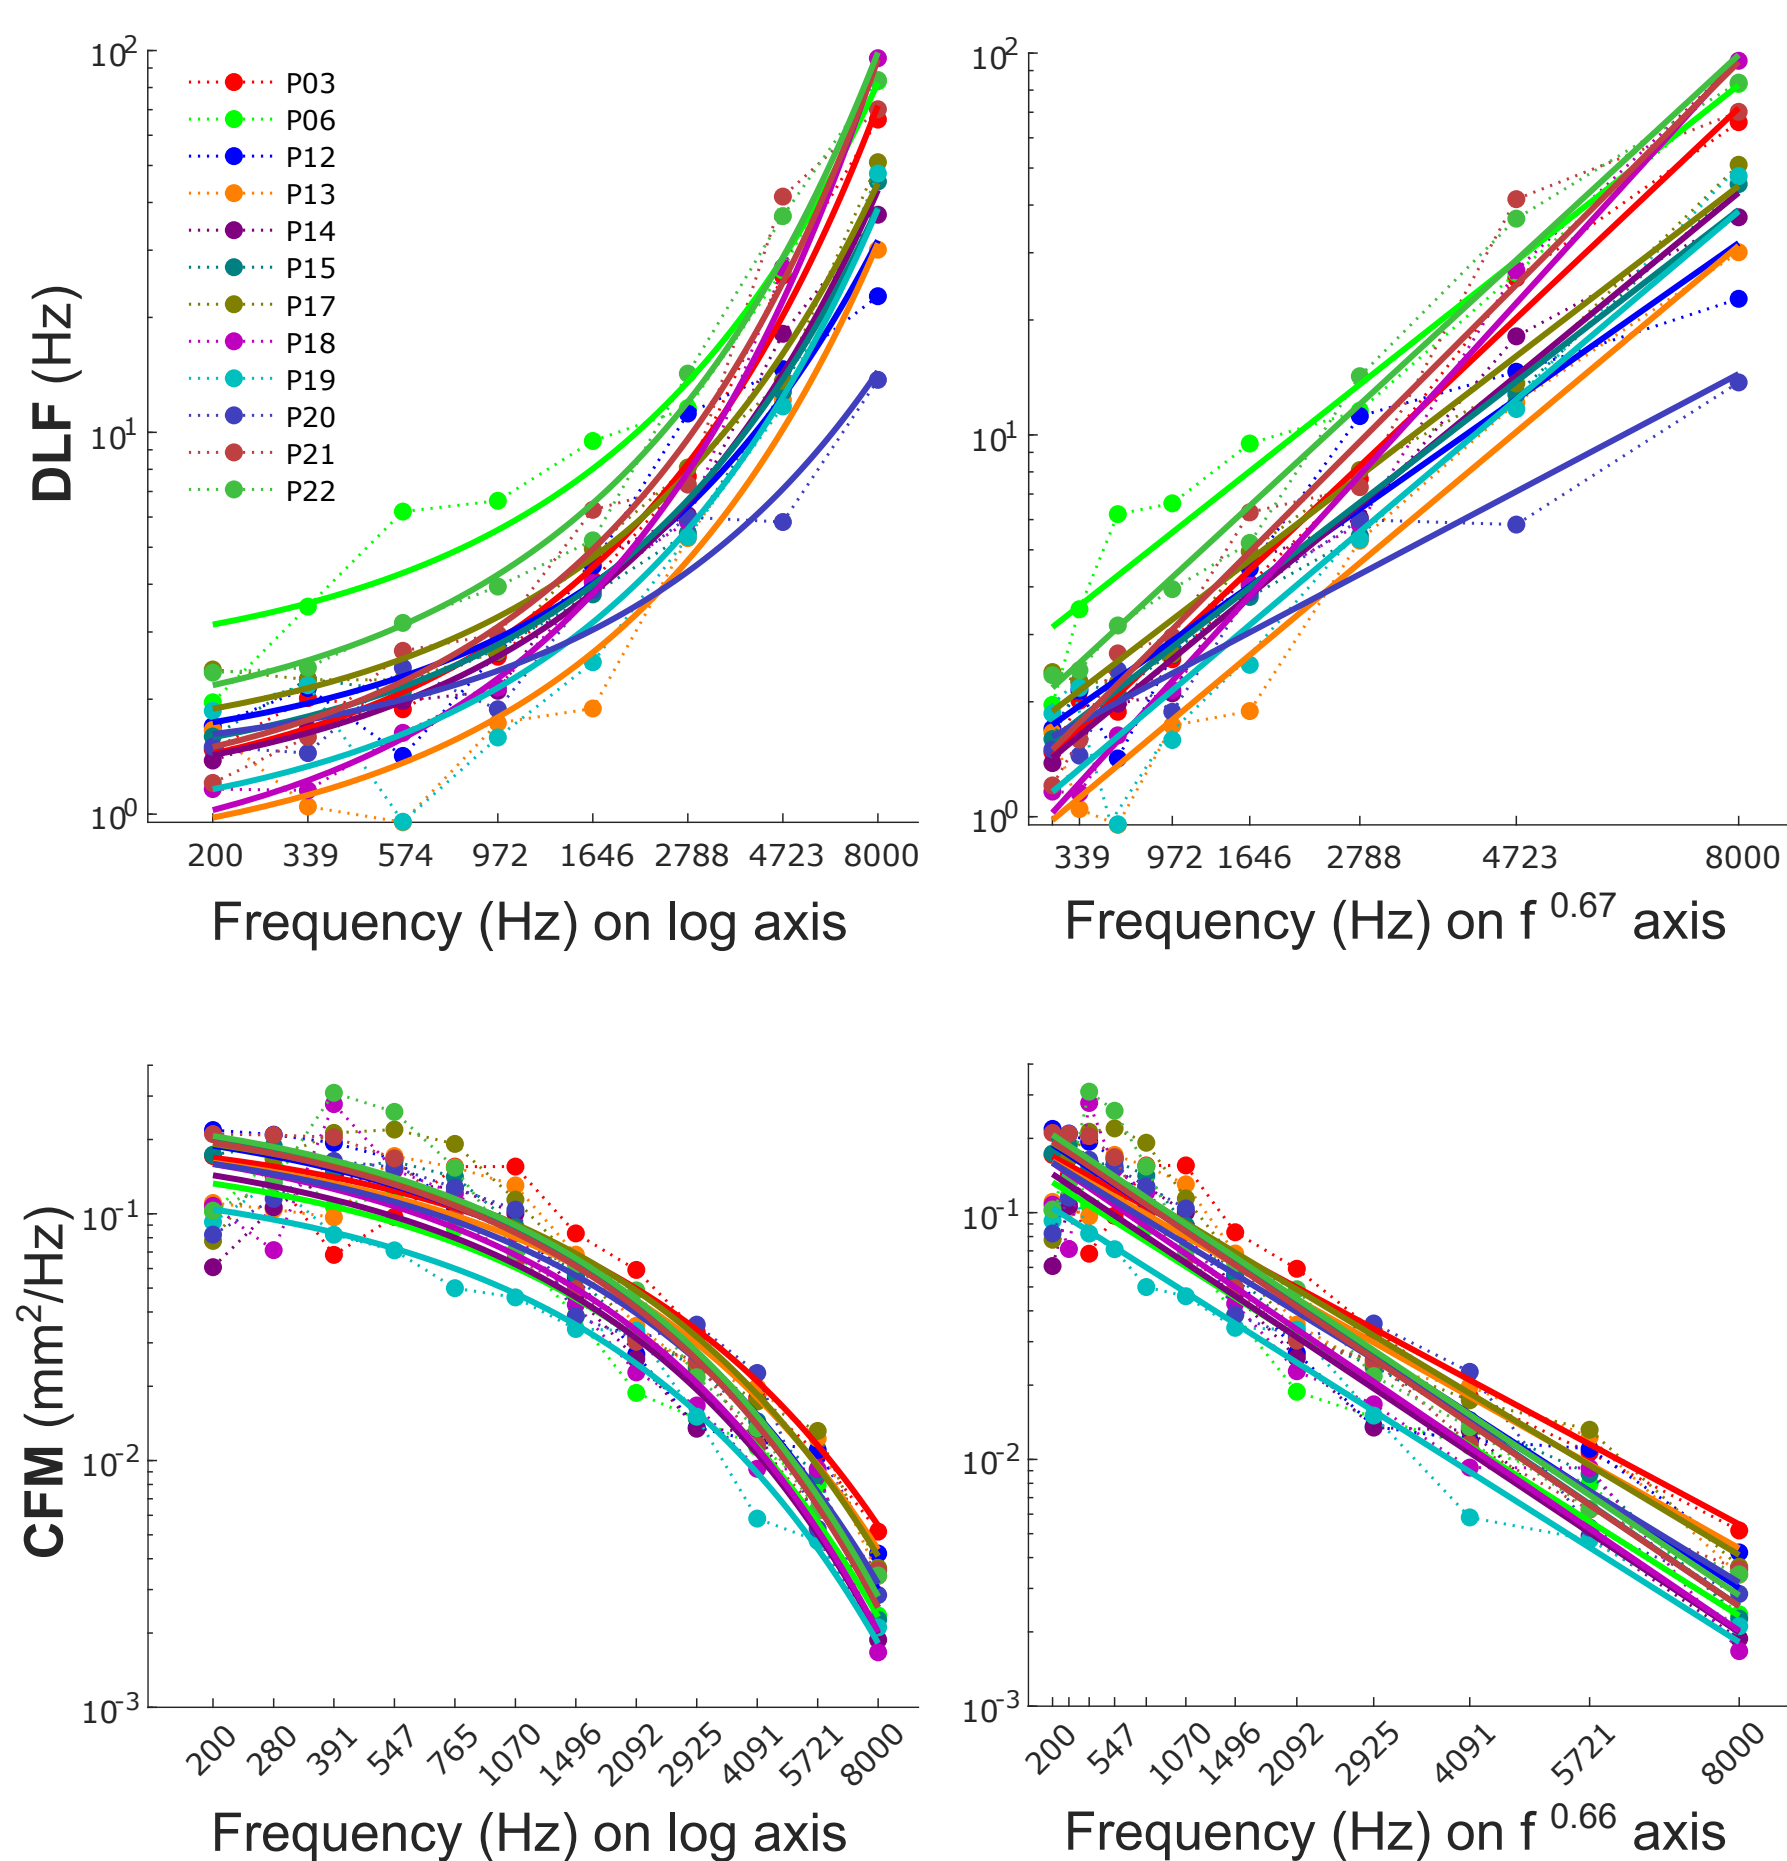 10^2
10^1
10^0
DLF (Hz)
P03
P06
P12
P13
P14
P15
P17
P18
P19
P20
P21
P22
200 339 574 972 1646 2788 4723 8000
Frequency (Hz) on log axis
10^2
10^1
10^0
339 972 1646 2788 4723 8000
Frequency (Hz) on f ^0.67 axis
10^-1
10^-2
10^-3
CFM (mm^2/Hz)
200 280 391 547 765 1070 1496 2092 2925 4091 5721 8000
Frequency (Hz) on log axis
10^-1
10^-2
10^-3
200 547 1070 1496 2092 2925 4091 5721 8000
Frequency (Hz) on f ^0.66 axis